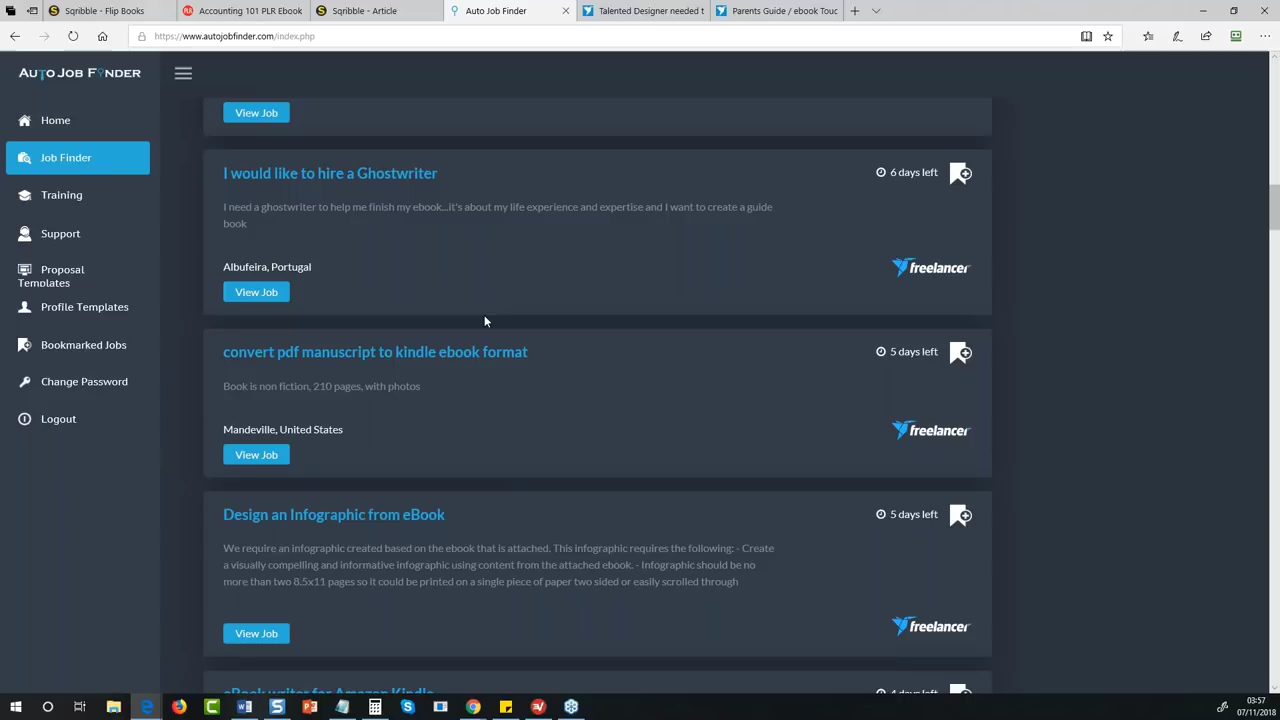 Sqribble - Flip Books
Accounting 101 PLR Ebook
Sqribble - Article
Auto Job Finder
Talented Designer needed t
Parents Guide / ebook Touc
https://www.autojobfinder.com/index.php
AUTO JOB FINDER
Home
Job Finder
Training
Support
Proposal
Templates
Profile Templates
Bookmarked Jobs
Change Password
Logout
View Job
I would like to hire a Ghostwriter
6 days left
I need a ghostwriter to help me finish my ebook...it's about my life experience and expertise and I want to create a guide
book
Albufeira, Portugal
freelancer
View Job
convert pdf manuscript to kindle ebook format
5 days left
Book is non fiction, 210 pages, with photos
Mandeville, United States
freelancer
View Job
Design an Infographic from eBook
5 days left
We require an infographic created based on the ebook that is attached. This infographic requires the following: - Create
a visually compelling and informative infographic using content from the attached ebook. - Infographic should be no
more than two 8.5x11 pages so it could be printed on a single piece of paper two sided or easily scrolled through
freelancer
View Job
eBook writer for Amazon Kindle
4 days left
03:57
07/11/2018